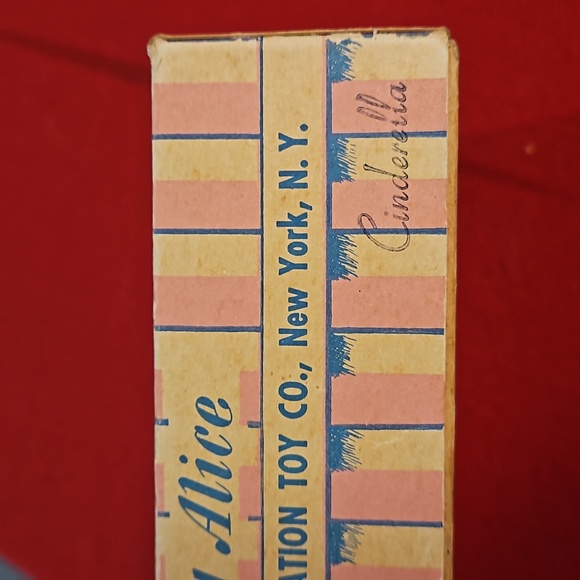 Alice
ATION TOY CO., New York, N. Y.
Cinderella